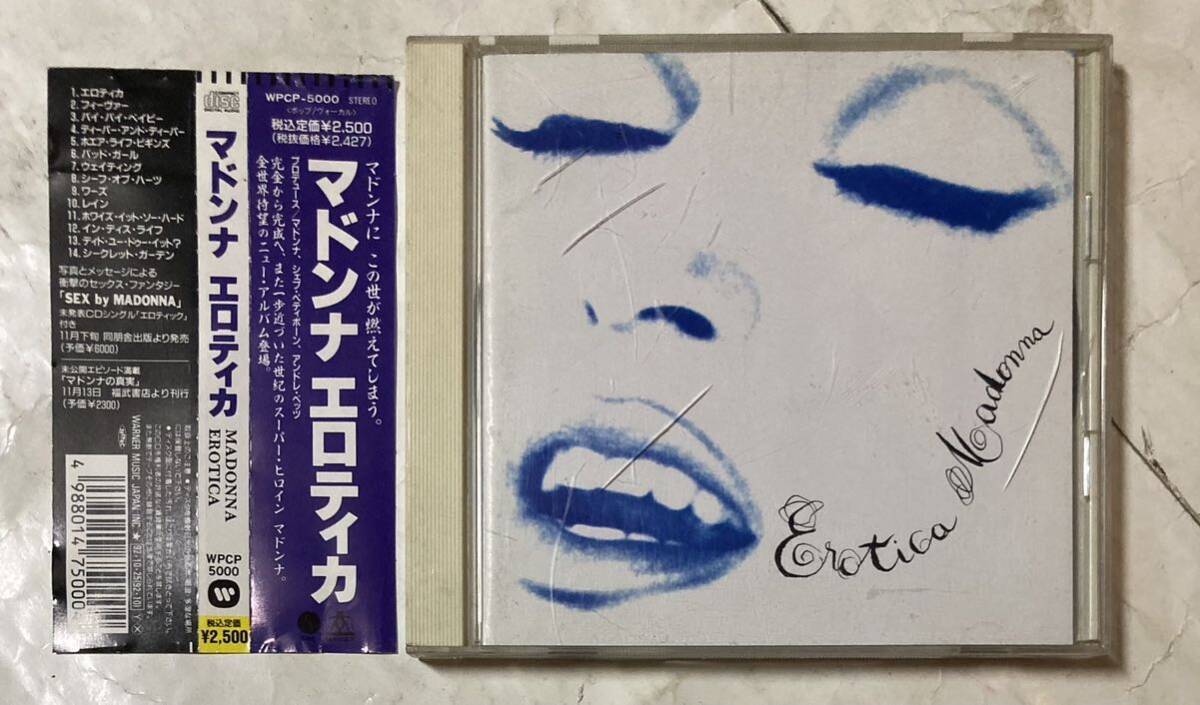 1. エロティカ
2. フィーヴァー
3. バイ・バイ・ベイビー
4. ディーパー・アンド・ディーパー
5. ホエア・ライフ・ビギンズ
6. バッド・ガール
7. ウェイティング
8. シーフ・オブ・ハーツ
9. ワーズ
10. レイン
11. ホワイズ・イット・ソー・ハード
12. イン・ディス・ライフ
13. ディド・ユー・ドゥー・イット?
14. シークレット・ガーデン
写真とメッセージによる
衝撃のセックス・ファンタジー
「SEX by MADONNA」
未発表CDシングル「エロティック」
付き
11月下旬 同朋舎出版より発売
(予価¥6000)
未公開エピソード満載
「マドンナの真実」
11月13日 福武書店より刊行
(予価¥2300)
WARNER MUSIC JAPAN INC.
4 988014 75000
disc
DIGITAL AUDIO
マドンナ エロティカ
MADONNA
EROTICA
WPCP
5000
税込定価
¥2,500
WPCP-5000 STEREO
〈ポップ/ヴォーカル〉
税込定価¥2,500
(税抜価格¥2,427)
マドンナに この世が燃えてしまう。
マドンナ エロティカ
プロデュース/マドンナ、シェプ・ペティボーン、アンドレ・ベッツ
完全から完成へ、また一歩近づいた世紀のスーパー・ヒロイン マドンナ。
全世界待望のニュー・アルバム登場。
Erotica Madonna